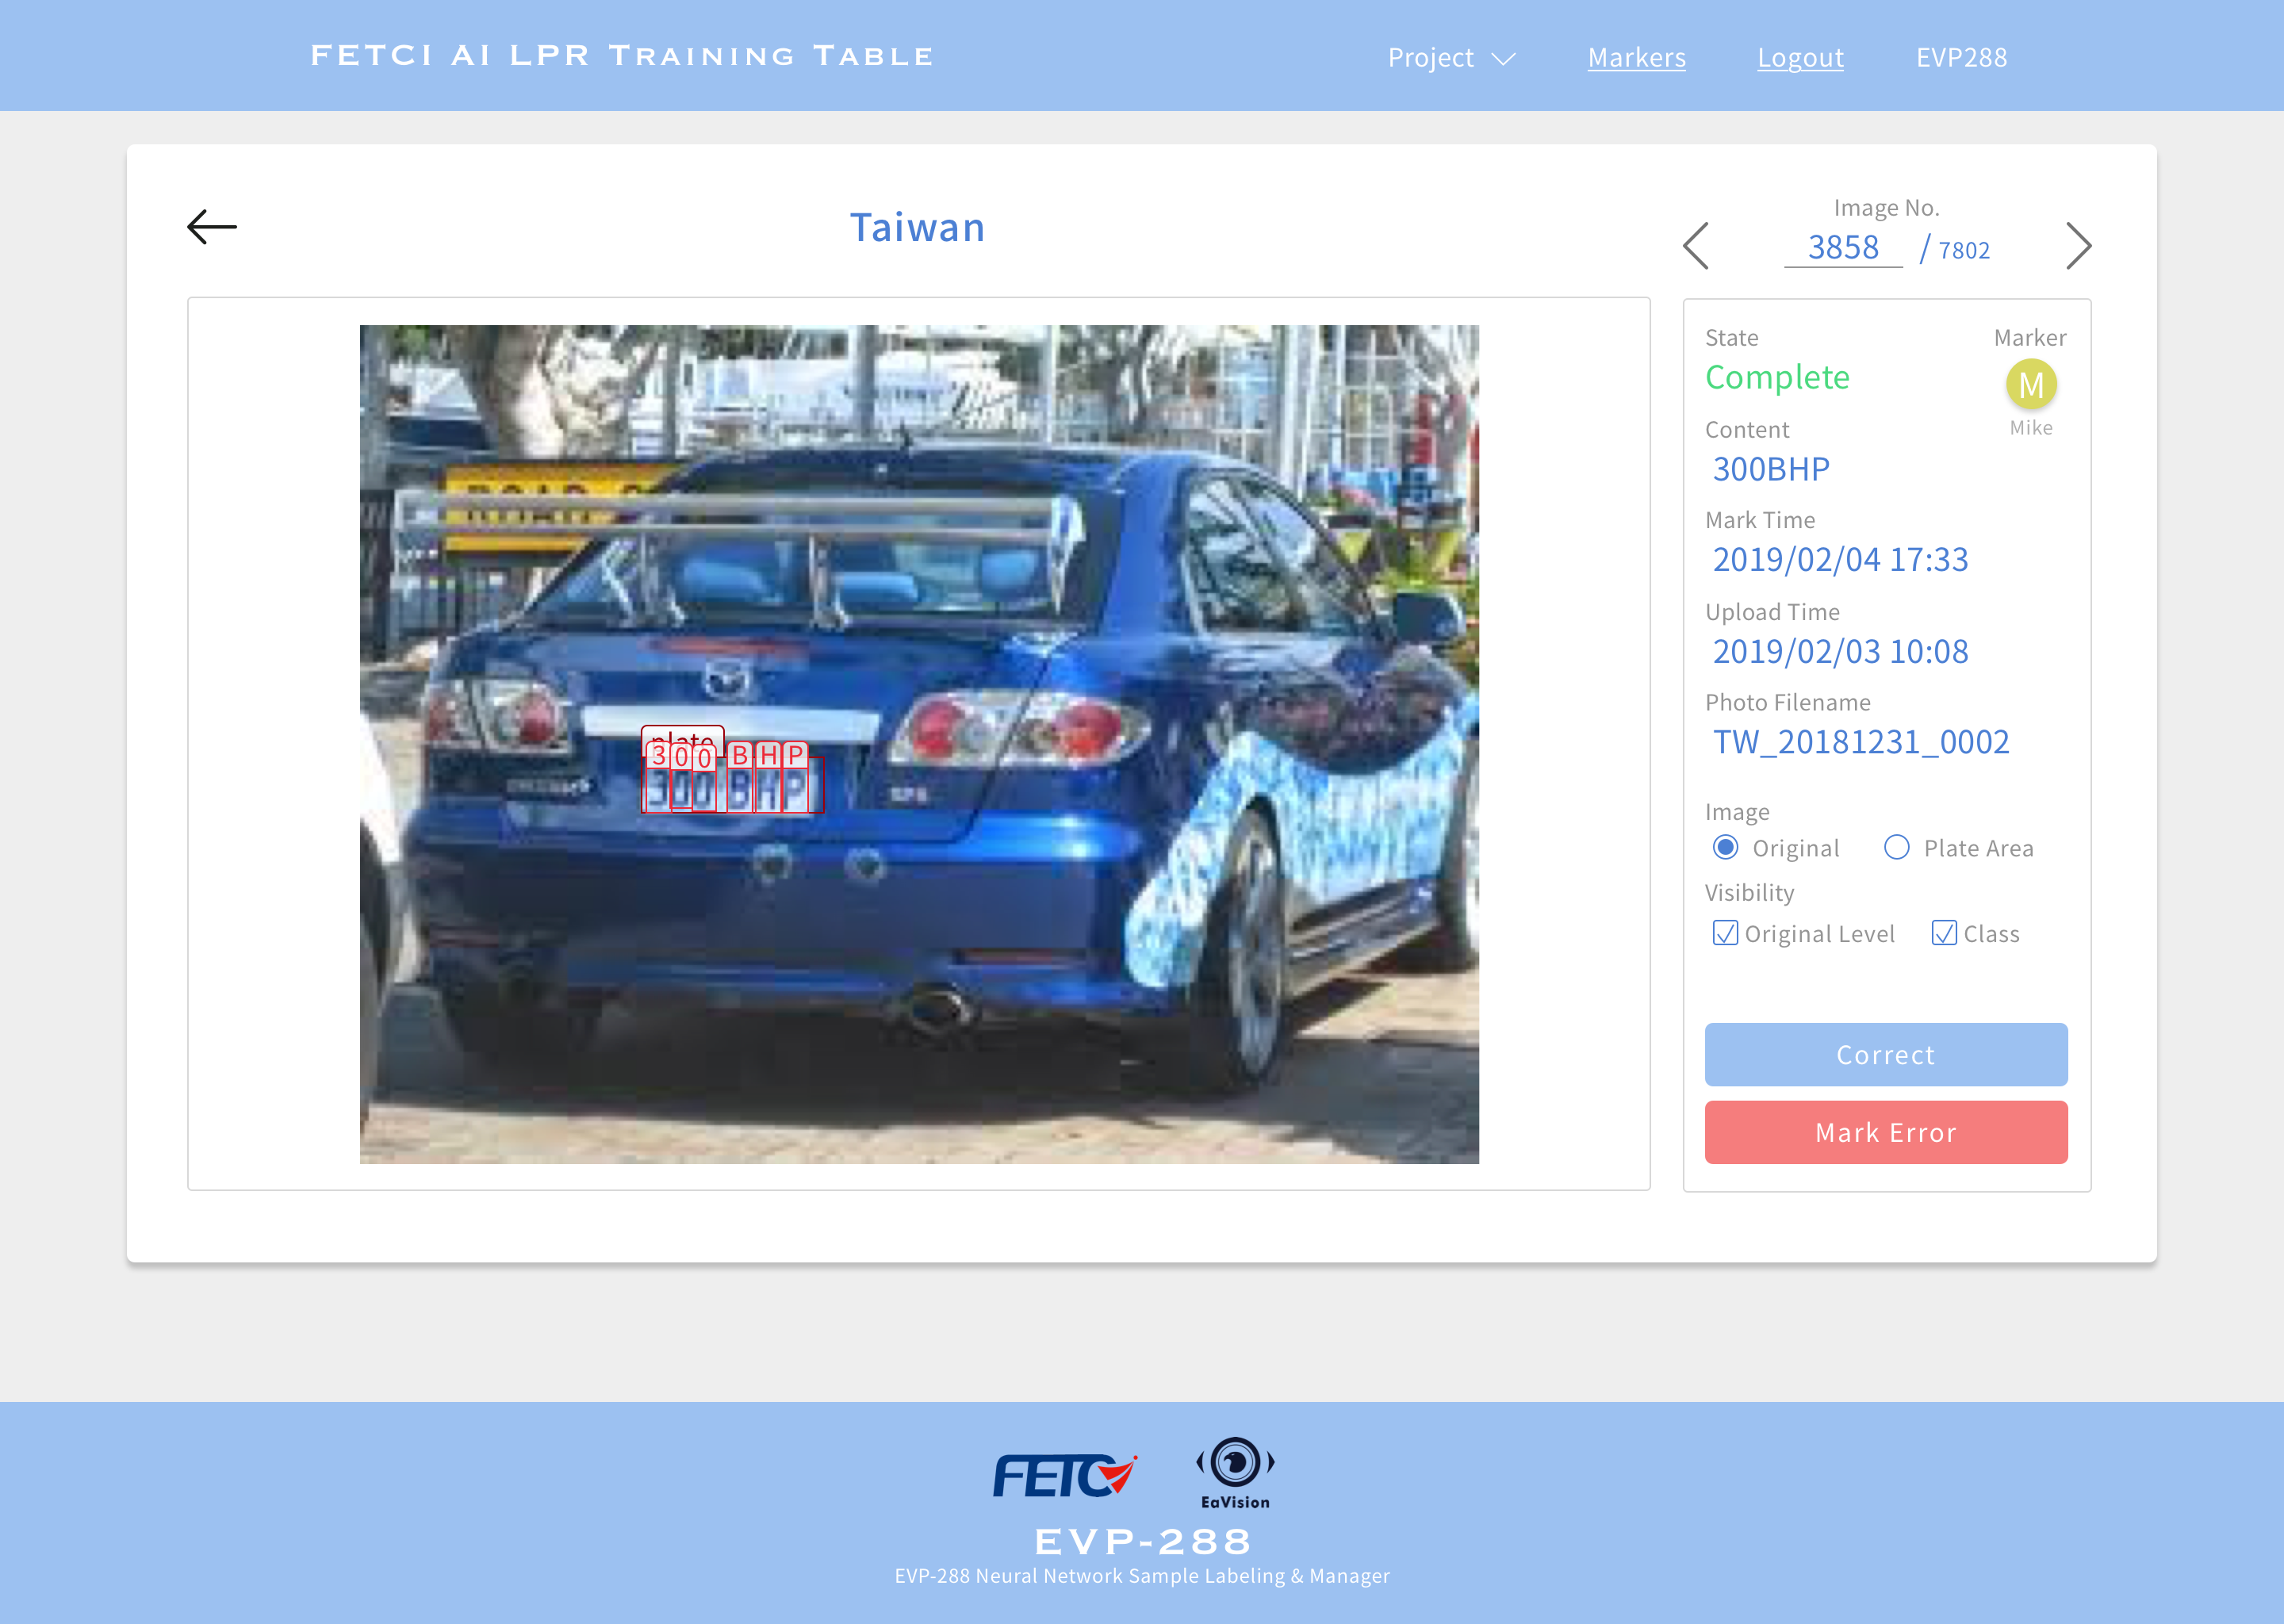 FETCI AI LPR TRAINING TABLE
Project
Markers
Logout
EVP288
Taiwan
Image No.
3858 / 7802
plate
3 0 0 B H P
300 BHP
State
Complete
Marker
M
Mike
Content
300BHP
Mark Time
2019/02/04 17:33
Upload Time
2019/02/03 10:08
Photo Filename
TW_20181231_0002
Image
Original
Plate Area
Visibility
Original Level
Class
Correct
Mark Error
FETC
EaVision
EVP-288
EVP-288 Neural Network Sample Labeling & Manager